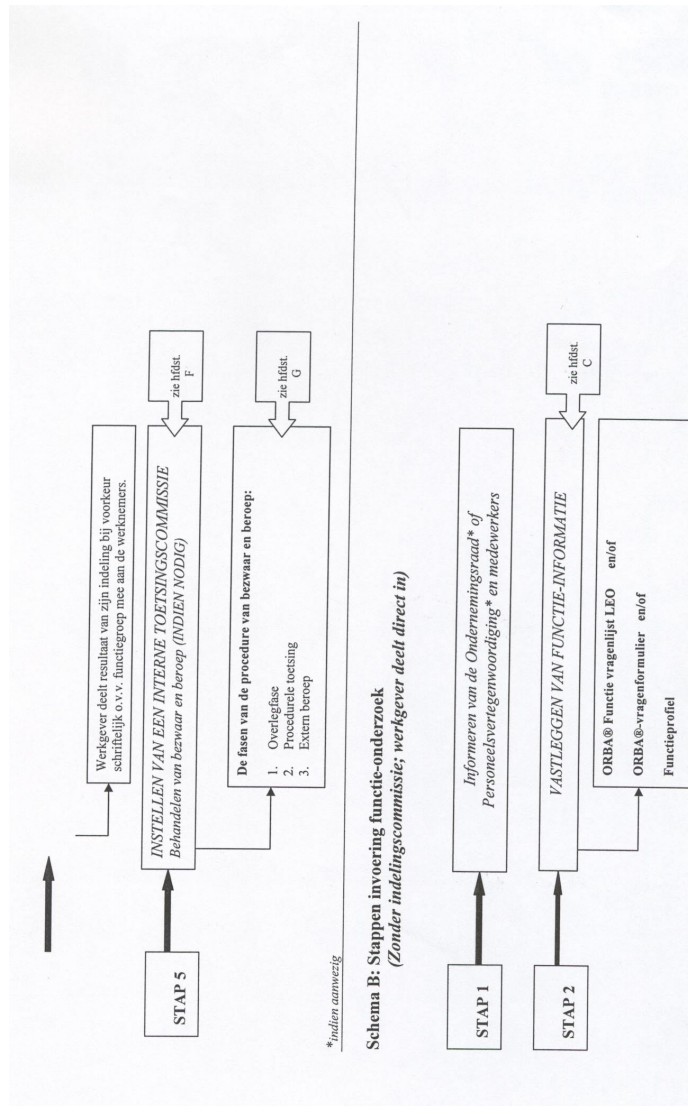 Werkgever deelt resultaat van zijn indeling bij voorkeur
schriftelijk o.v.v. functiegroep mee aan de werknemers.
STAP 5
INSTELLEN VAN EEN INTERNE TOETSINGSCOMMISSIE
Behandelen van bezwaar en beroep (INDIEN NODIG)
zie hfdst.
F
De fasen van de procedure van bezwaar en beroep:
1. Overlegfase
2. Procedurele toetsing
3. Extern beroep
zie hfdst.
G
*indien aanwezig
Schema B: Stappen invoering functie-onderzoek
(Zonder indelingscommissie; werkgever deelt direct in)
STAP 1
Informeren van de Ondernemingsraad* of
Personeelsvertegenwoordiging* en medewerkers
STAP 2
VASTLEGGEN VAN FUNCTIE-INFORMATIE
zie hfdst.
C
ORBA® Functie vragenlijst LEO en/of
ORBA®-vragenformulier en/of
Functieprofiel